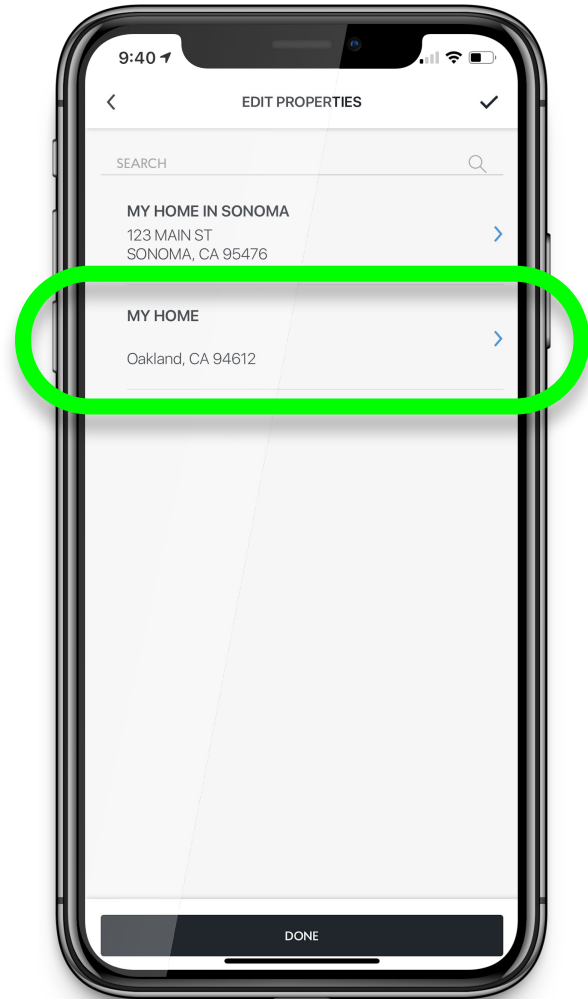 9:40
EDIT PROPERTIES
SEARCH
MY HOME IN SONOMA
123 MAIN ST
SONOMA, CA 95476
MY HOME
Oakland, CA 94612
DONE